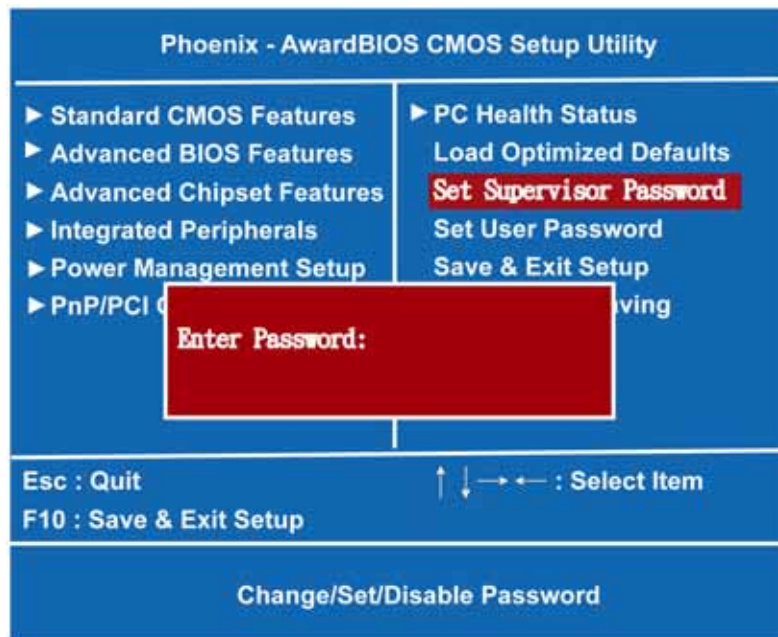 Phoenix - AwardBIOS CMOS Setup Utility
▶ Standard CMOS Features
▶ Advanced BIOS Features
▶ Advanced Chipset Features
▶ Integrated Peripherals
▶ Power Management Setup
▶ PnP/PCI
▶ PC Health Status
Load Optimized Defaults
Set Supervisor Password
Set User Password
Save & Exit Setup
Enter Password:
Esc : Quit
↑ ↓ → ← : Select Item
F10 : Save & Exit Setup
Change/Set/Disable Password